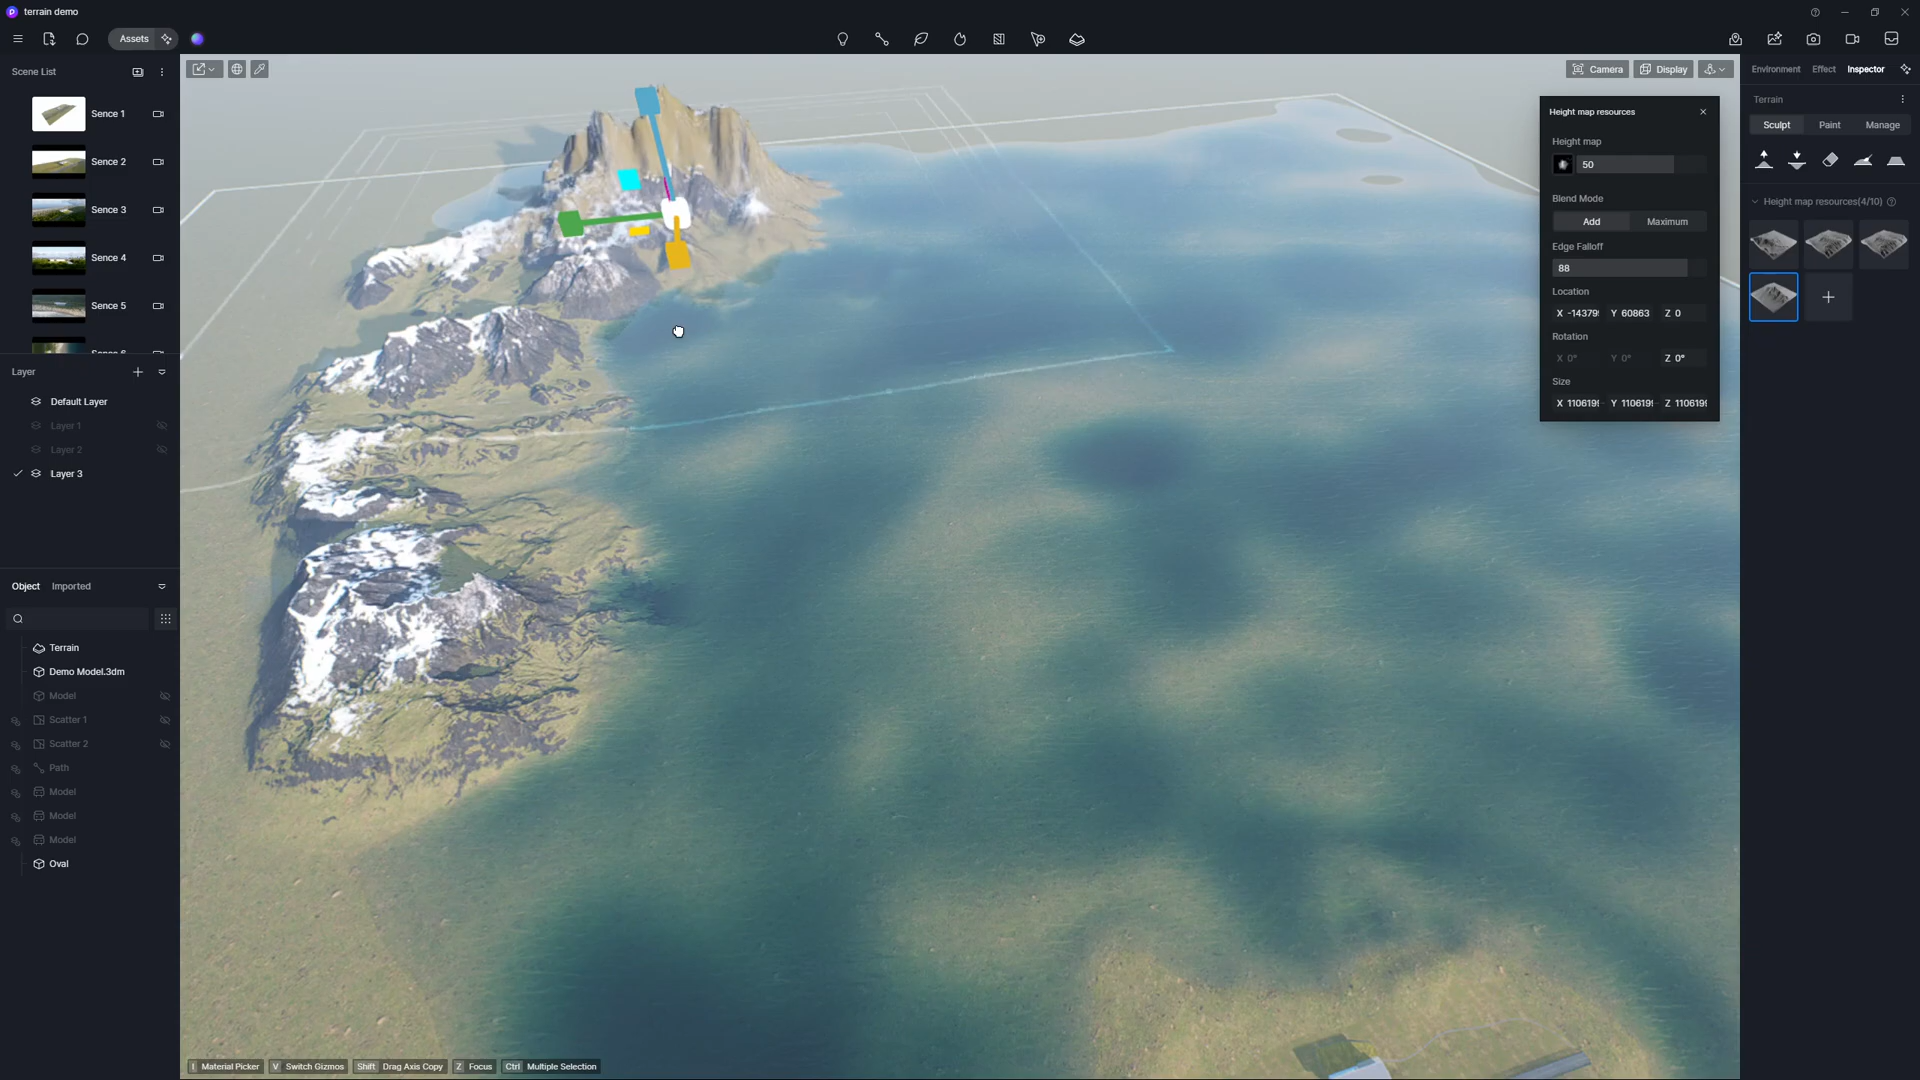 terrain demo
Assets
Scene List
Sence 1
Sence 2
Sence 3
Sence 4
Sence 5
Layer
Default Layer
Layer 1
Layer 2
Layer 3
Object Imported
Terrain
Demo Model.3dm
Model
Scatter 1
Scatter 2
Path
Model
Model
Model
Oval
Camera Display
Height map resources
Height map
50
Blend Mode
Add Maximum
Edge Falloff
88
Location
X -14379 Y 60863 Z 0
Rotation
X 0° Y 0° Z 0°
Size
X 110619 Y 110619 Z 110619
Environment Effect Inspector
Terrain
Sculpt Paint Manage
Height map resources(4/10)
I Material Picker V Switch Gizmos Shift Drag Axis Copy Z Focus Ctrl Multiple Selection